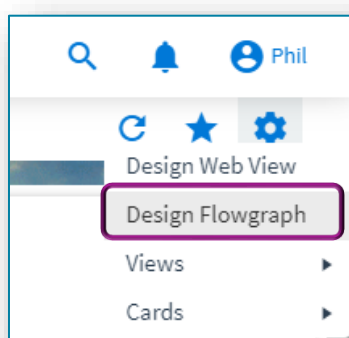 Phil
Design Web View
Design Flowgraph
Views
Cards